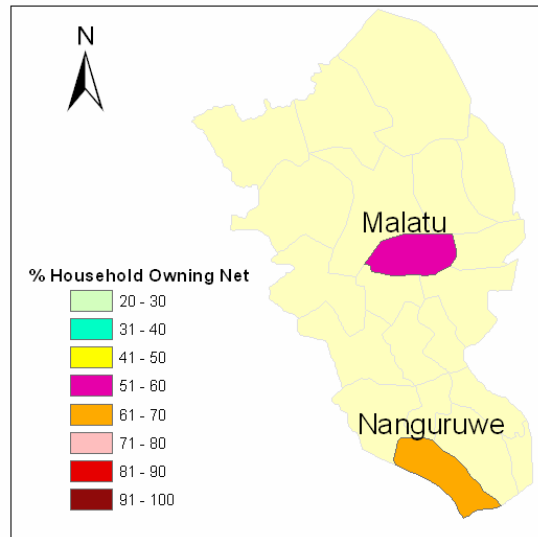 N
Malatu
% Household Owning Net
20 - 30
31 - 40
41 - 50
51 - 60
61 - 70
71 - 80
81 - 90
91 - 100
Nanguruwe